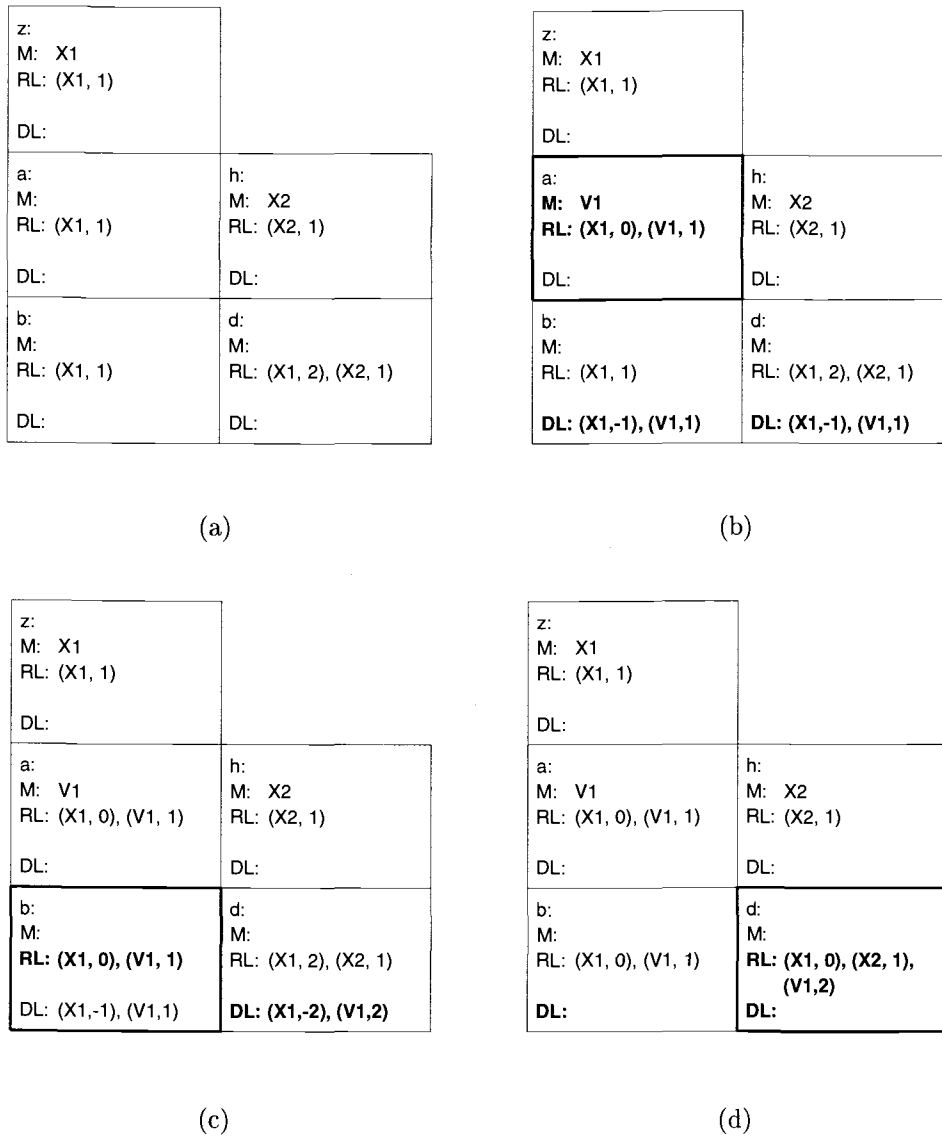 z:
M: X1
RL: (X1, 1)
DL:
a:
M:
RL: (X1, 1)
DL:
h:
M: X2
RL: (X2, 1)
DL:
b:
M:
RL: (X1, 1)
DL:
d:
M:
RL: (X1, 2), (X2, 1)
DL:
(a)
z:
M: X1
RL: (X1, 1)
DL:
a:
M: V1
RL: (X1, 0), (V1, 1)
DL:
h:
M: X2
RL: (X2, 1)
DL:
b:
M:
RL: (X1, 1)
DL: (X1,-1), (V1,1)
d:
M:
RL: (X1, 2), (X2, 1)
DL: (X1,-1), (V1,1)
(b)
z:
M: X1
RL: (X1, 1)
DL:
a:
M: V1
RL: (X1, 0), (V1, 1)
DL:
h:
M: X2
RL: (X2, 1)
DL:
b:
M:
RL: (X1, 0), (V1, 1)
DL: (X1,-1), (V1,1)
d:
M:
RL: (X1, 2), (X2, 1)
DL: (X1,-2), (V1,2)
(c)
z:
M: X1
RL: (X1, 1)
DL:
a:
M: V1
RL: (X1, 0), (V1, 1)
DL:
h:
M: X2
RL: (X2, 1)
DL:
b:
M:
RL: (X1, 0), (V1, 1)
DL:
d:
M:
RL: (X1, 0), (X2, 1),
(V1,2)
DL:
(d)